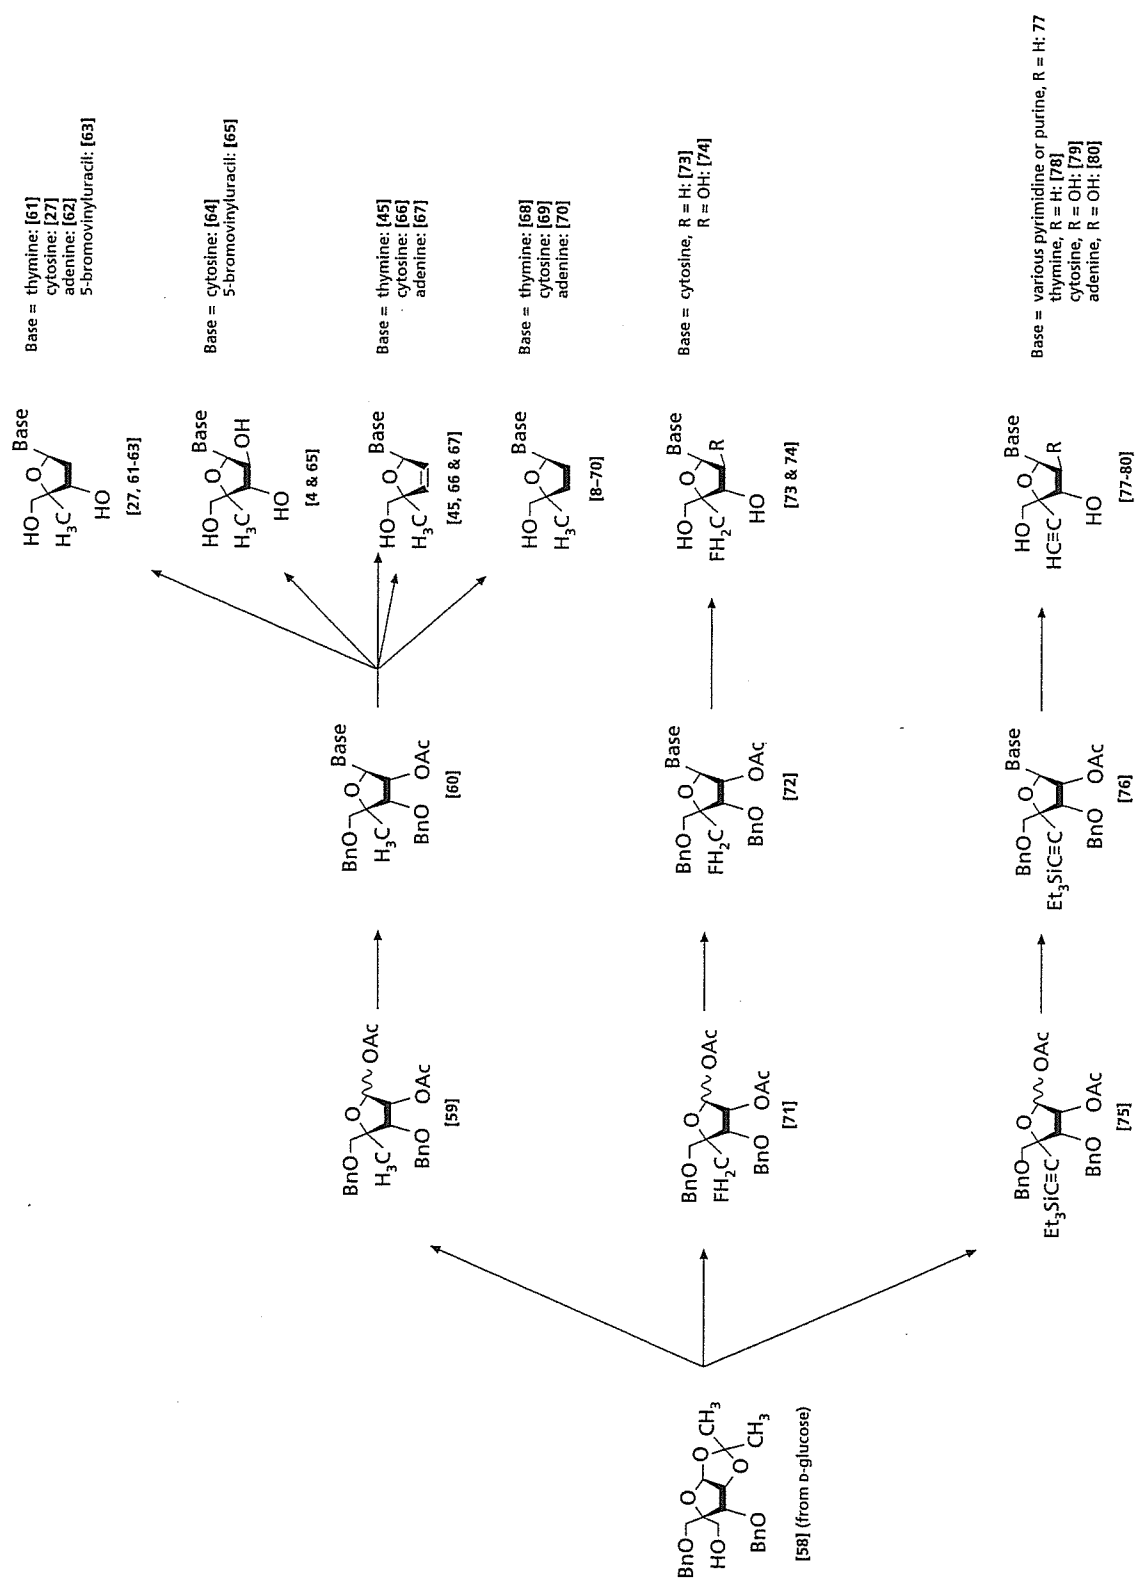 BnO
HO
BnO
O
O
O
CH3
CH3
[58] (from D-glucose)
BnO
H3C
BnO
O
OAc
OAc
[59]
BnO
FH2C
BnO
O
OAc
OAc
[71]
BnO
Et3SiC≡C
BnO
O
OAc
OAc
[75]
BnO
H3C
BnO
O
Base
OAc
[60]
BnO
FH2C
BnO
O
Base
OAc
[72]
BnO
Et3SiC≡C
BnO
O
Base
OAc
[76]
HO
H3C
HO
O
Base
[27, 61-63]
Base = thymine: [61]
cytosine: [27]
adenine: [62]
5-bromovinyluracil: [63]
HO
H3C
HO
O
Base
OH
[4 & 65]
Base = cytosine: [64]
5-bromovinyluracil: [65]
HO
H3C
O
Base
[45, 66 & 67]
Base = thymine: [45]
cytosine: [66]
adenine: [67]
HO
H3C
O
Base
[8–70]
Base = thymine: [68]
cytosine: [69]
adenine: [70]
HO
FH2C
HO
O
Base
R
[73 & 74]
Base = cytosine, R = H: [73]
R = OH: [74]
HO
HC≡C
HO
O
Base
R
[77-80]
Base = various pyrimidine or purine, R = H: 77
thymine, R = H: [78]
cytosine, R = OH: [79]
adenine, R = OH: [80]